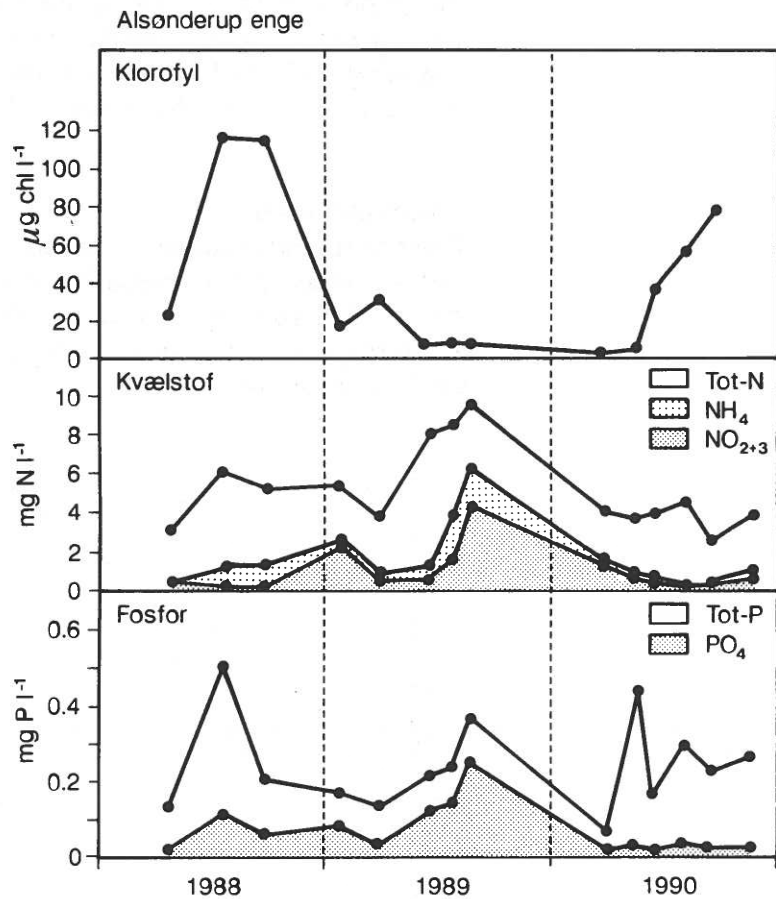 Alsønderup enge
Klorofyl
120
100
80
60
40
20
0
µg chl l⁻¹
Kvælstof
Tot-N
NH₄
NO₂₊₃
10
8
6
4
2
0
mg N l⁻¹
Fosfor
Tot-P
PO₄
0.6
0.4
0.2
0
mg P l⁻¹
1988 1989 1990